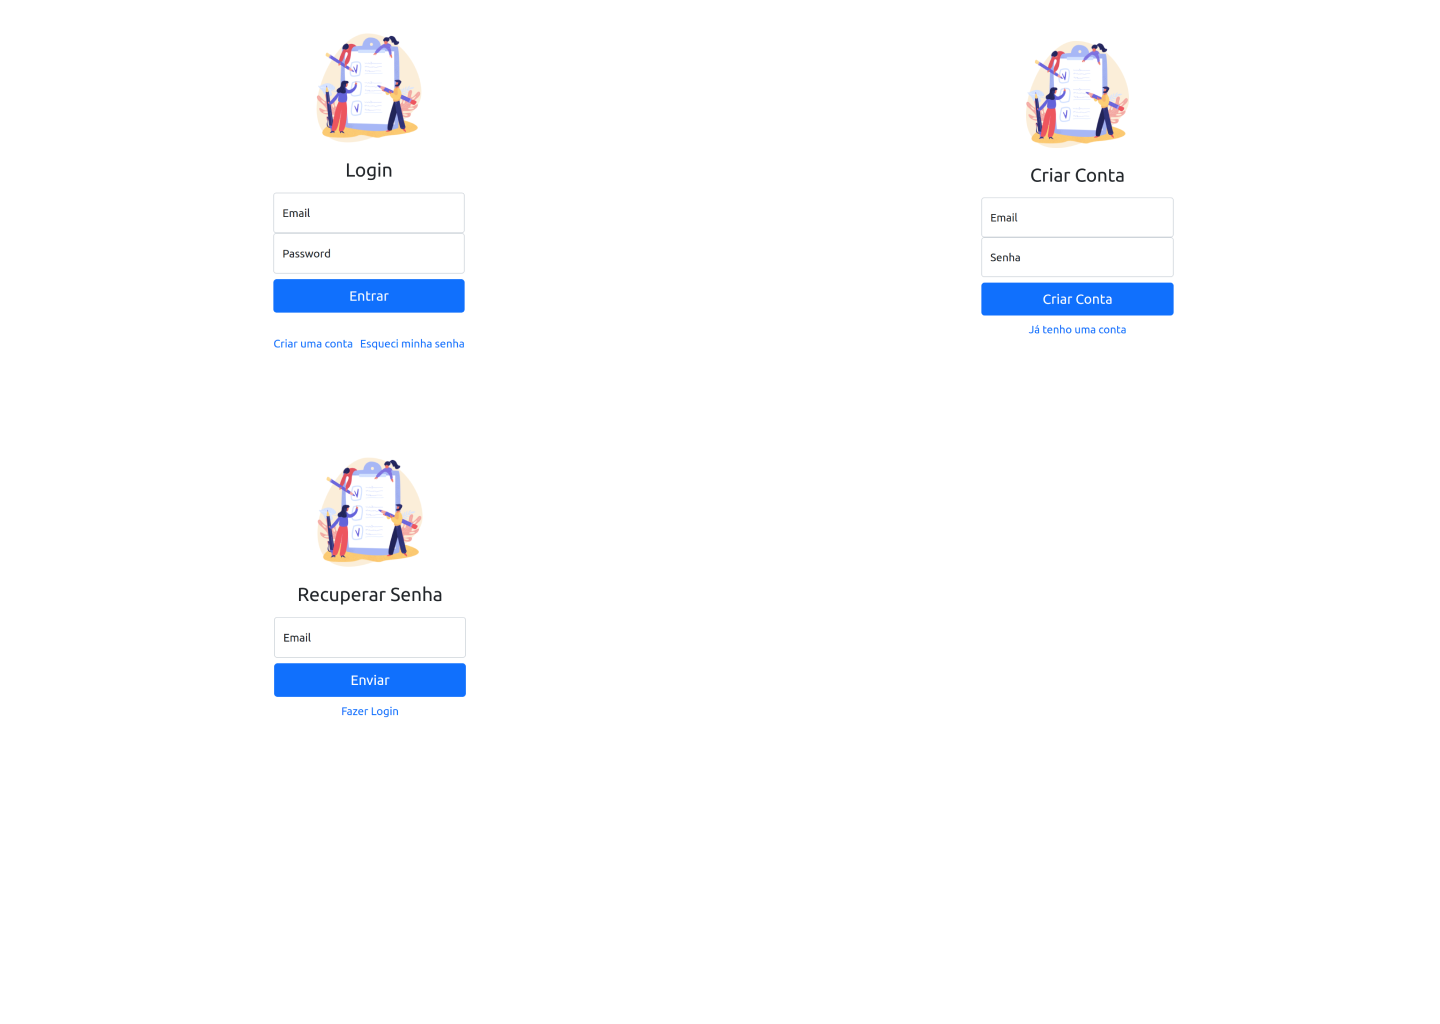 Login
Email
Password
Entrar
Criar uma conta Esqueci minha senha
Criar Conta
Email
Senha
Criar Conta
Já tenho uma conta
Recuperar Senha
Email
Enviar
Fazer Login